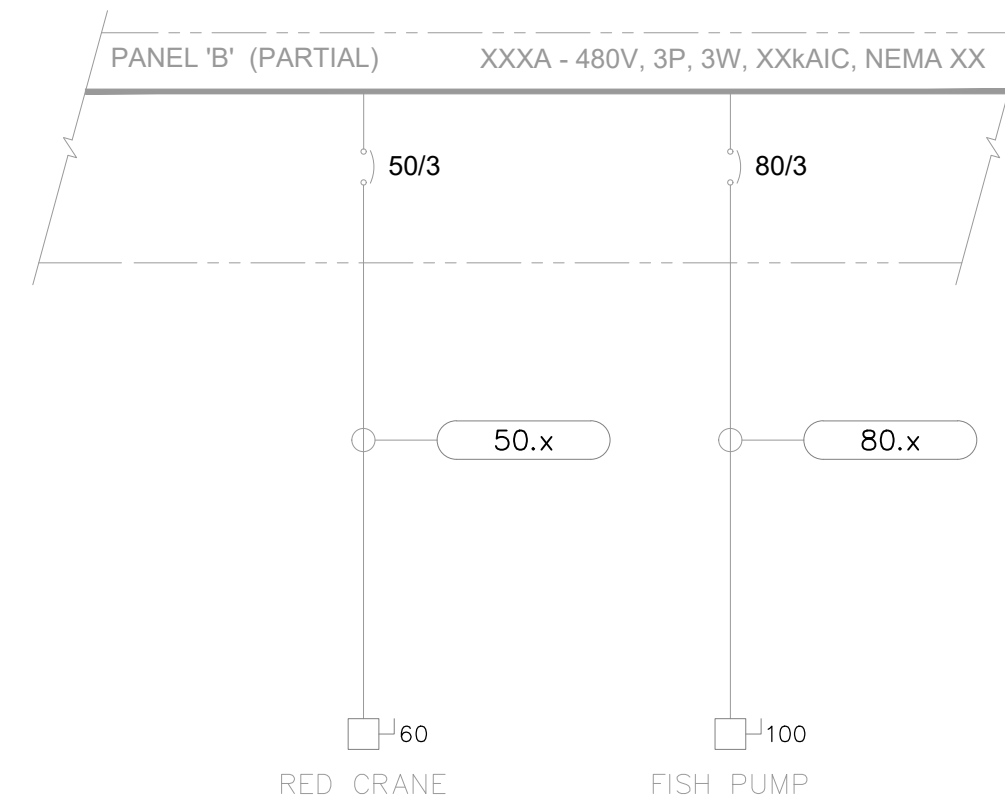 PANEL 'B' (PARTIAL) XXXA - 480V, 3P, 3W, XXkAIC, NEMA XX
50/3 80/3
50.x 80.x
60 100
RED CRANE FISH PUMP